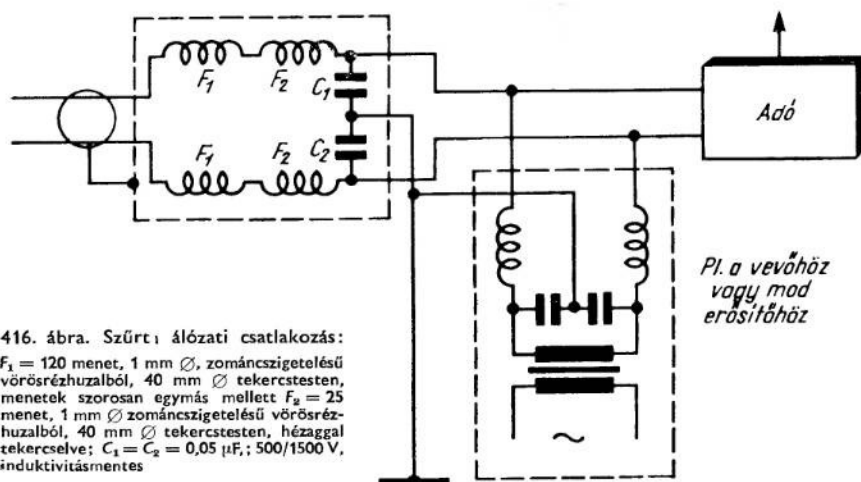 F₁
F₂
C₁
C₂
F₁
F₂
Adó
Pl. a vevőhöz
vagy mod
erősítőhöz
416. ábra. Szűrt álózati csatlakozás:
F₁ = 120 menet, 1 mm Ø, zománcszigetelésű
vörösrézhuzalból, 40 mm Ø tekercstesten,
menetek szorosan egymás mellett F₂ = 25
menet, 1 mm Ø zománcszigetelésű vörösréz-
huzalból, 40 mm Ø tekercstesten, hézaggal
tekercselve; C₁ = C₂ = 0,05 µF,; 500/1500 V,
induktivitásmentes